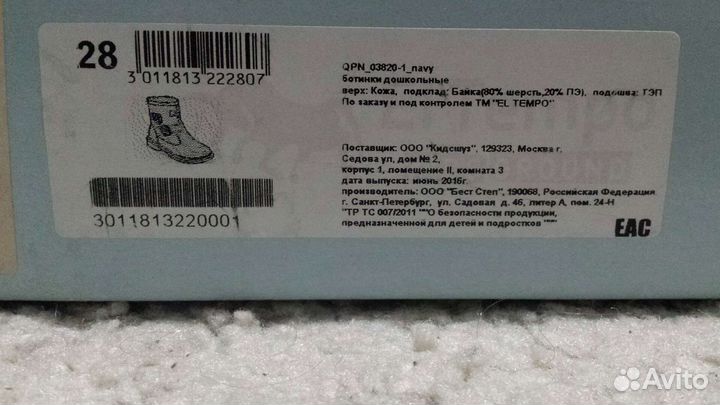 28
3 011813 222807
3011813220001
QPN_03820-1_navy
ботинки дошкольные
верх: Кожа, подклад: Байка(80% шерсть,20% ПЭ), подошва: ТЭП
По заказу и под контролем ТМ "EL TEMPO"
Поставщик: ООО "Кидсшуз", 129323, Москва г,
Седова ул, дом № 2,
корпус 1, помещение II, комната 3
дата выпуска: июнь 2016г.
производитель: ООО "Бест Степ", 190068, Российская Федерация
г. Санкт-Петербург, ул. Садовая д. 46, литер А, пом. 24-Н
"ТР ТС 007/2011 ""О безопасности продукции,
предназначенной для детей и подростков """
EAC
Avito